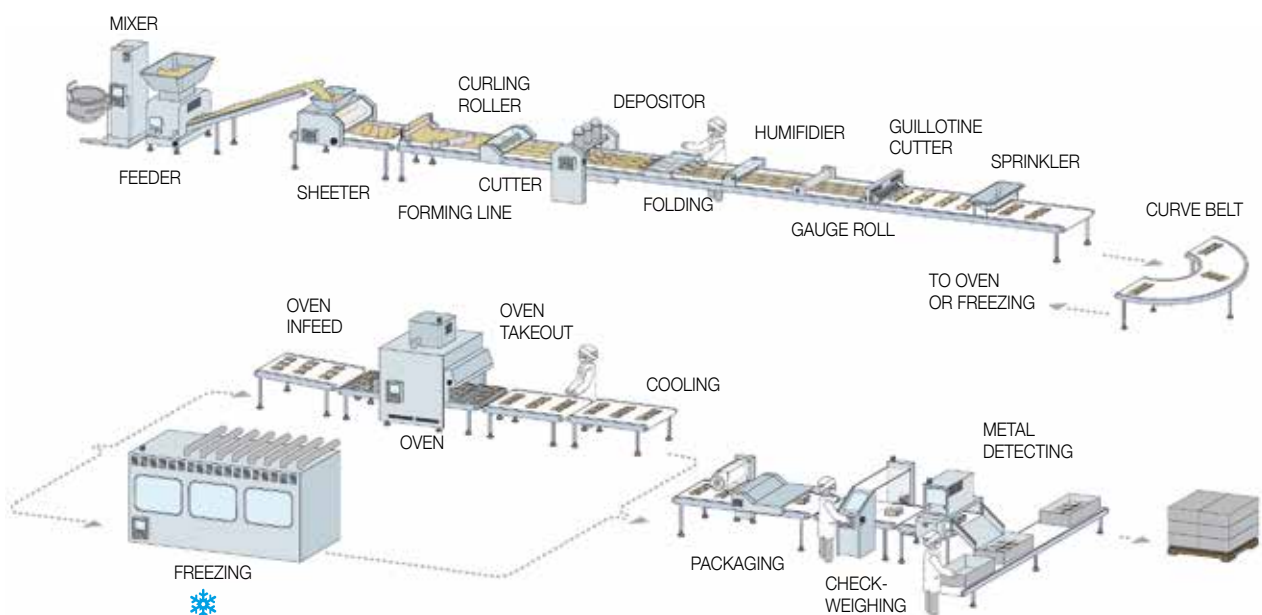 MIXER
FEEDER
SHEETER
CURLING
ROLLER
FORMING LINE
CUTTER
DEPOSITOR
FOLDING
HUMIDIFIER
GAUGE ROLL
GUILLOTINE
CUTTER
SPRINKLER
CURVE BELT
TO OVEN
OR FREEZING
OVEN
INFEED
OVEN
OVEN
TAKEOUT
COOLING
FREEZING
PACKAGING
CHECK-
WEIGHING
METAL
DETECTING